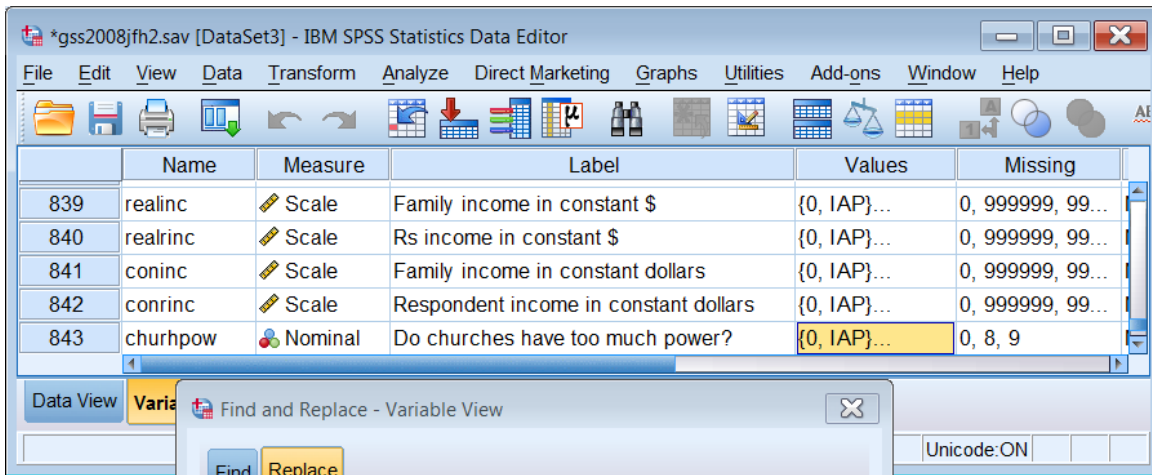 *gss2008jfh2.sav [DataSet3] - IBM SPSS Statistics Data Editor
File Edit View Data Transform Analyze Direct Marketing Graphs Utilities Add-ons Window Help
Name Measure Label Values Missing
839 realinc Scale Family income in constant $ {0, IAP}... 0, 999999, 99...
840 realrinc Scale Rs income in constant $ {0, IAP}... 0, 999999, 99...
841 coninc Scale Family income in constant dollars {0, IAP}... 0, 999999, 99...
842 conrinc Scale Respondent income in constant dollars {0, IAP}... 0, 999999, 99...
843 churhpow Nominal Do churches have too much power? {0, IAP}... 0, 8, 9
Data View Varia
Find and Replace - Variable View
Unicode:ON
Find Replace